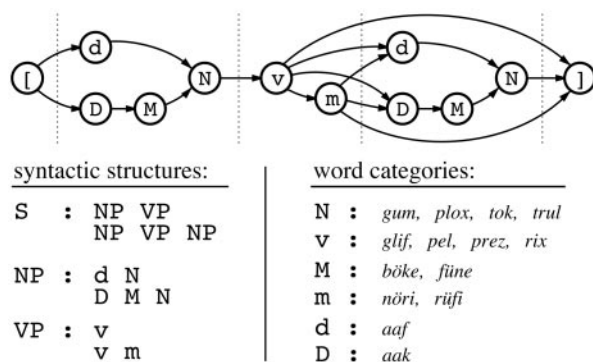 [ d D M N v m d D M N ]
syntactic structures:
S : NP VP
NP VP NP
NP : d N
D M N
VP : v
v m
word categories:
N : gum, plox, tok, trul
v : glif, pel, prez, rix
M : böke, füne
m : nöri, rüfi
d : aaf
D : aak